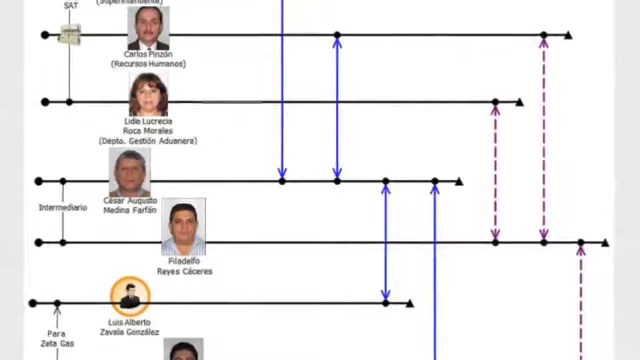 (Superintendente)
SAT
Carlos Pinzón
(Recursos Humanos)
Lidia Lucrecia
Roca Morales
(Depto. Gestión Aduanera)
César Augusto
Medina Farfán
Intermediario
Filadelfo
Reyes Cáceres
Luis Alberto
Zavala González
Para
Zeta Gas